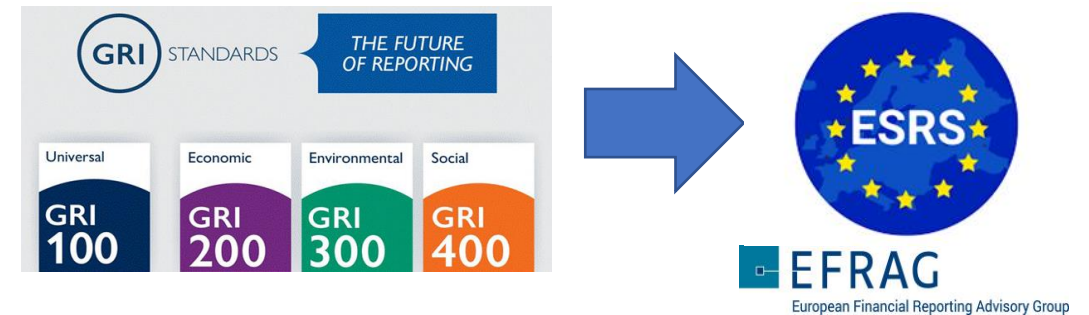 GRI STANDARDS
THE FUTURE
OF REPORTING
Universal
GRI
100
Economic
GRI
200
Environmental
GRI
300
Social
GRI
400
ESRS
EFRAG
European Financial Reporting Advisory Group